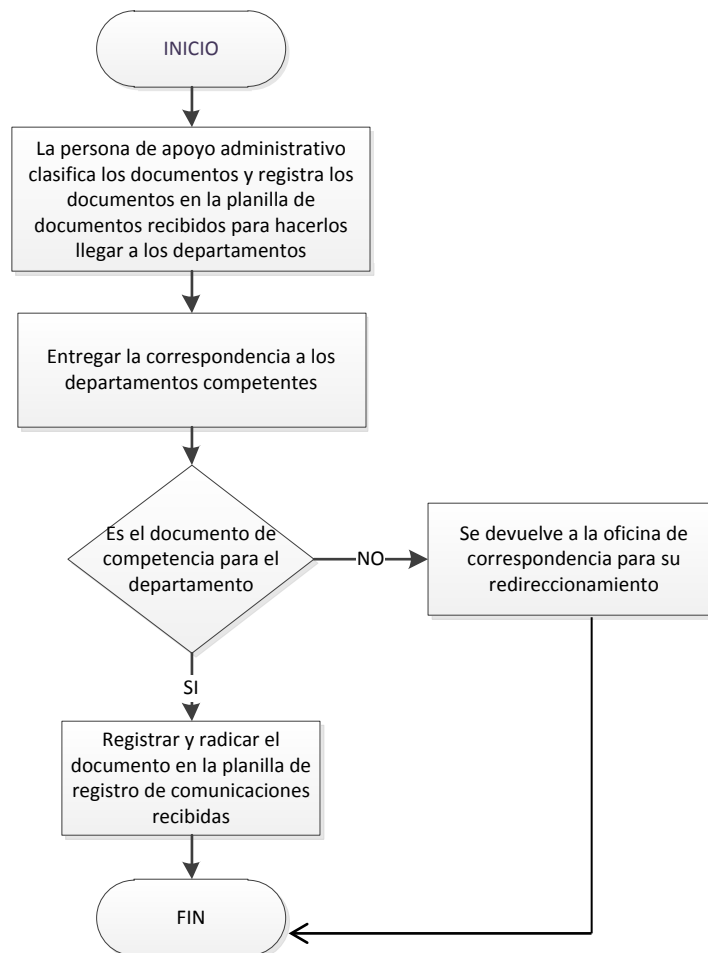 INICIO
La persona de apoyo administrativo
clasifica los documentos y registra los
documentos en la planilla de
documentos recibidos para hacerlos
llegar a los departamentos
Entregar la correspondencia a los
departamentos competentes
Es el documento de
competencia para el
departamento
NO
Se devuelve a la oficina de
correspondencia para su
redireccionamiento
SI
Registrar y radicar el
documento en la planilla de
registro de comunicaciones
recibidas
FIN